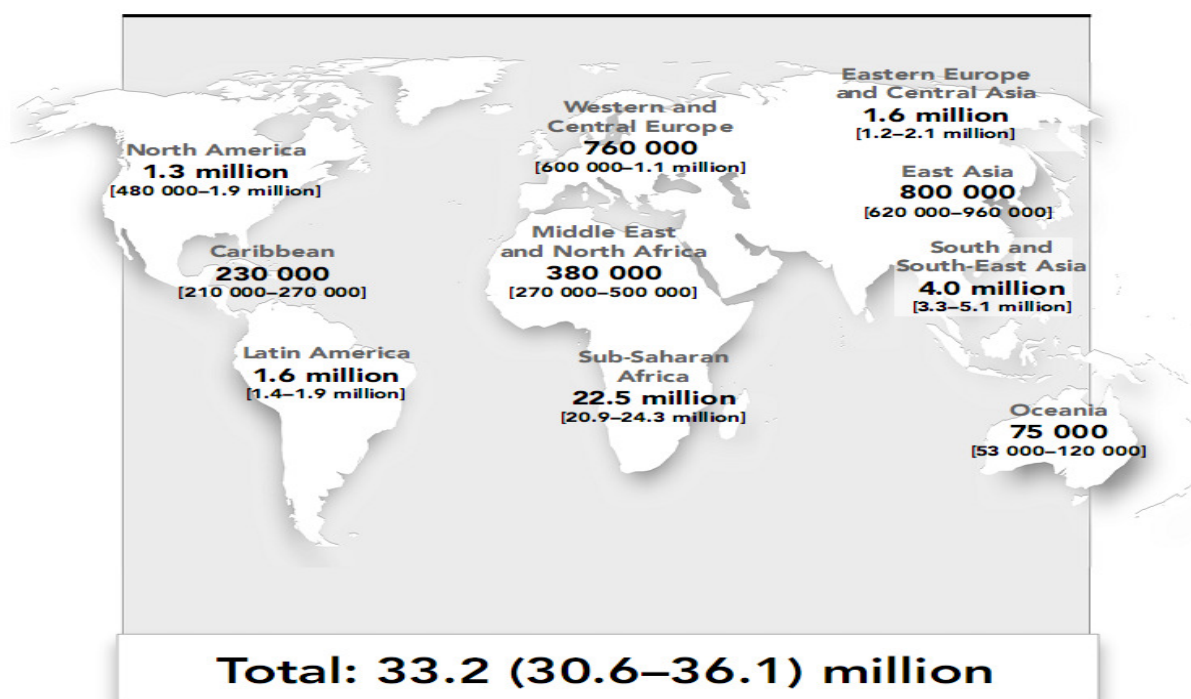 North America
1.3 million
[480 000–1.9 million]
Caribbean
230 000
[210 000–270 000]
Latin America
1.6 million
[1.4–1.9 million]
Western and
Central Europe
760 000
[600 000–1.1 million]
Middle East
and North Africa
380 000
[270 000–500 000]
Sub-Saharan
Africa
22.5 million
[20.9–24.3 million]
Eastern Europe
and Central Asia
1.6 million
[1.2–2.1 million]
East Asia
800 000
[620 000–960 000]
South and
South-East Asia
4.0 million
[3.3–5.1 million]
Oceania
75 000
[53 000–120 000]
Total: 33.2 (30.6–36.1) million